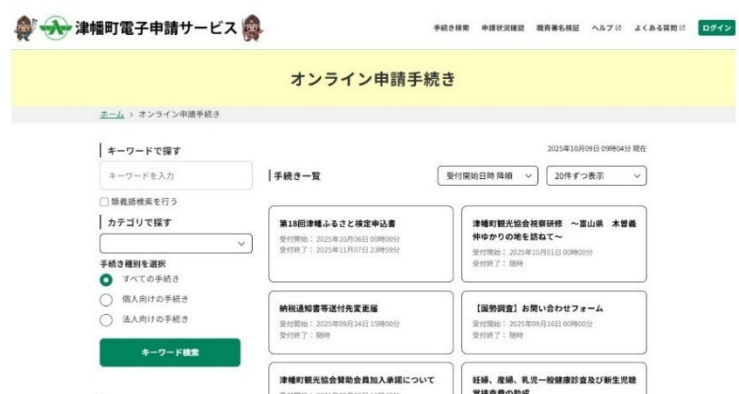 津幡町電子申請サービス
手続き検索 申請状況確認 職責署名検証 ヘルプ よくある質問 ログイン
オンライン申請手続き
ホーム > オンライン申請手続き
キーワードで探す
キーワードを入力
類義語検索を行う
カテゴリで探す
手続き種別を選択
すべての手続き
個人向けの手続き
法人向けの手続き
キーワード検索
2025年10月09日 09時04分 現在
手続き一覧
受付開始日時 降順
20件ずつ表示
第18回津幡ふるさと検定申込書
受付開始：2025年10月06日 00時00分
受付終了：2025年11月07日 23時59分
津幡町観光協会視察研修 ～富山県 木曽義
仲ゆかりの地を訪ねて～
受付開始：2025年10月01日 00時00分
受付終了：随時
納税通知書等送付先変更届
受付開始：2025年09月24日 15時00分
受付終了：随時
【国勢調査】お問い合わせフォーム
受付開始：2025年09月16日 00時00分
受付終了：随時
津幡町観光協会賛助会員加入承諾について
妊婦、産婦、乳児一般健康診査及び新生児聴
覚検査費の助成